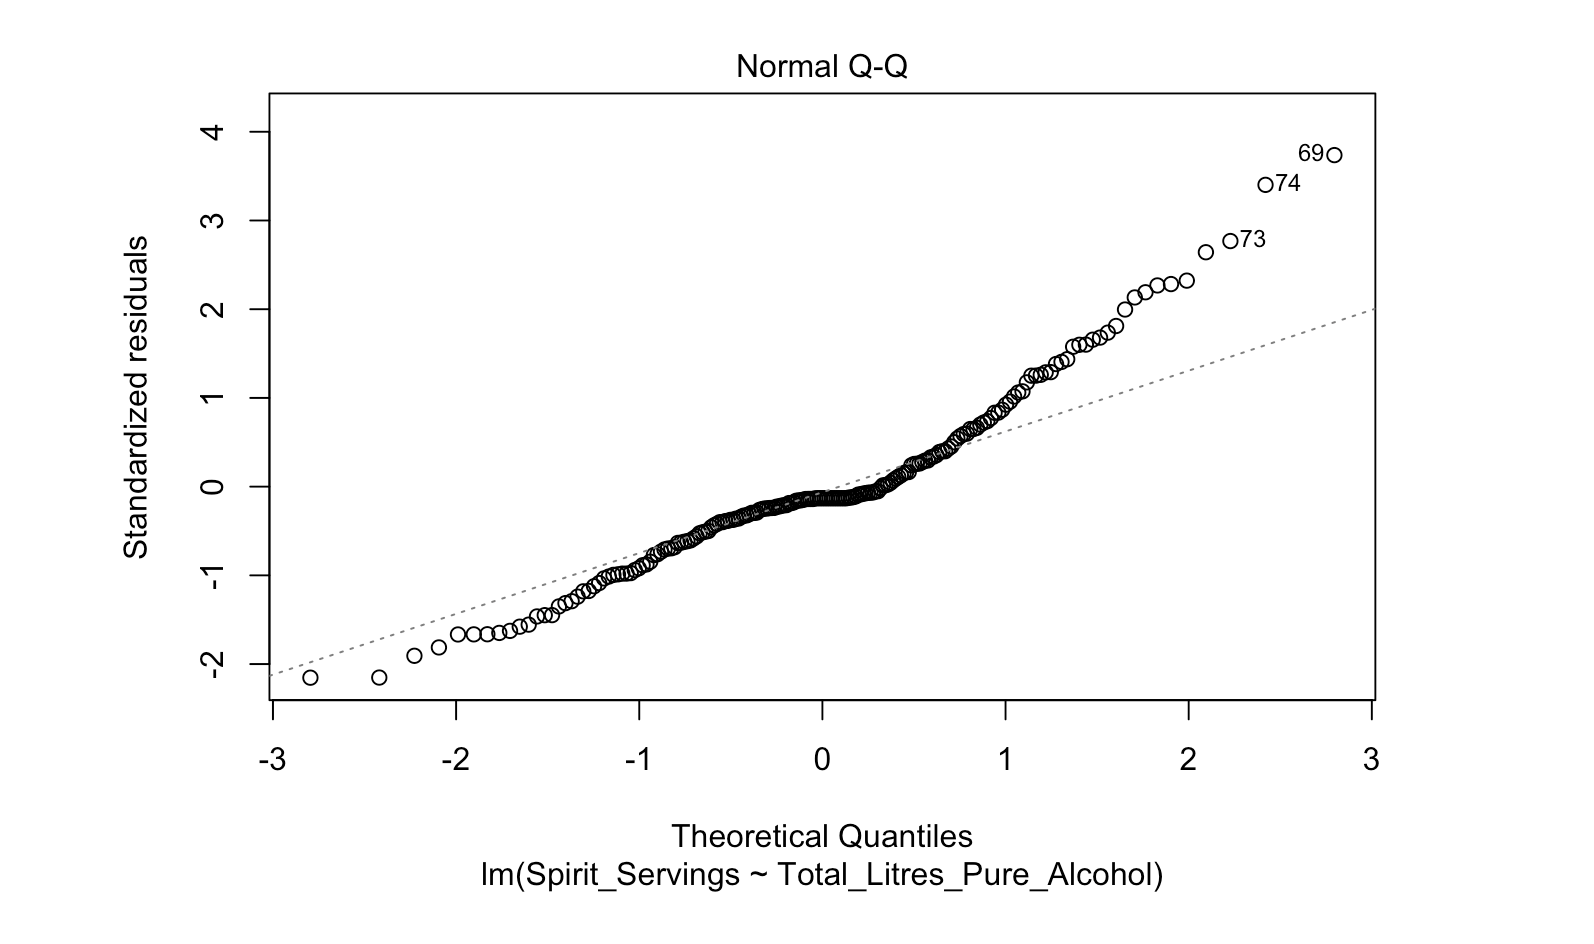 Normal Q-Q
4
3
2
1
0
-1
-2
Standardized residuals
69
74
73
-3 -2 -1 0 1 2 3
Theoretical Quantiles
lm(Spirit_Servings ~ Total_Litres_Pure_Alcohol)